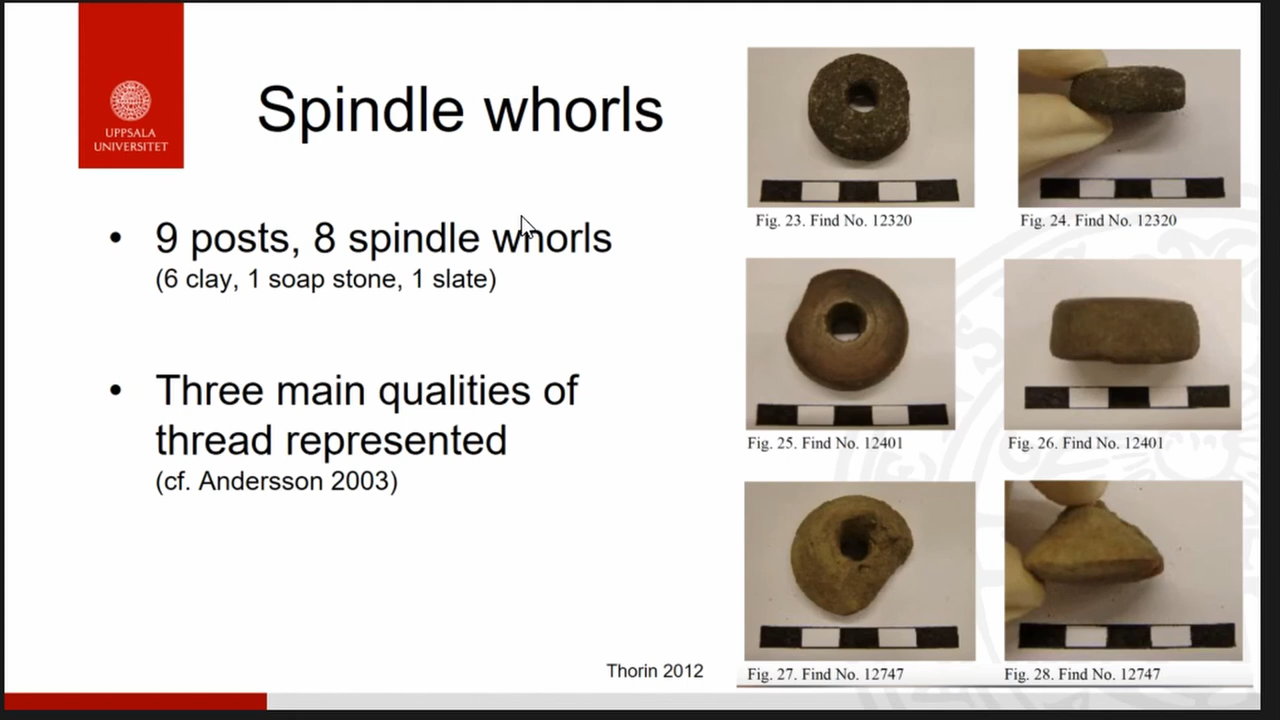 UPPSALA
UNIVERSITET
Spindle whorls
• 9 posts, 8 spindle whorls
(6 clay, 1 soap stone, 1 slate)
• Three main qualities of
thread represented
(cf. Andersson 2003)
Thorin 2012
Fig. 23. Find No. 12320
Fig. 24. Find No. 12320
Fig. 25. Find No. 12401
Fig. 26. Find No. 12401
Fig. 27. Find No. 12747
Fig. 28. Find No. 12747